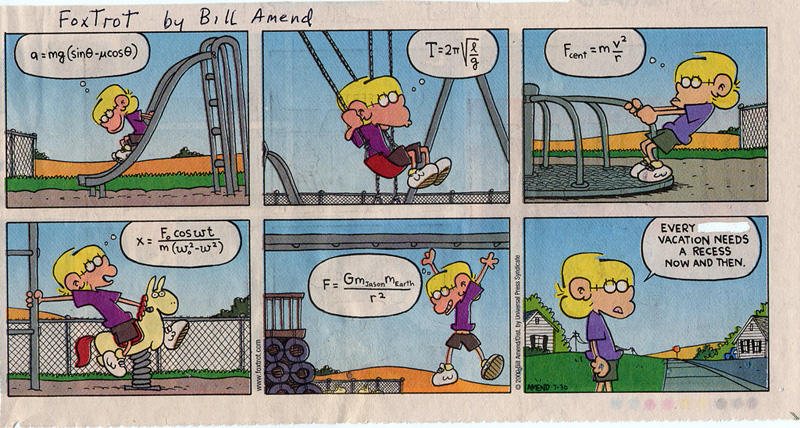 FoxTrot by Bill Amend
a=mg(sinθ-μcosθ)
T=2π√(ℓ/g)
Fcent = m v²/r
x = F₀ cos ωt / m(ω₀²-ω²)
F = G mJason mEarth / r²
www.foxtrot.com
EVERY
VACATION NEEDS
A RECESS
NOW AND THEN.
AMEND 7-30